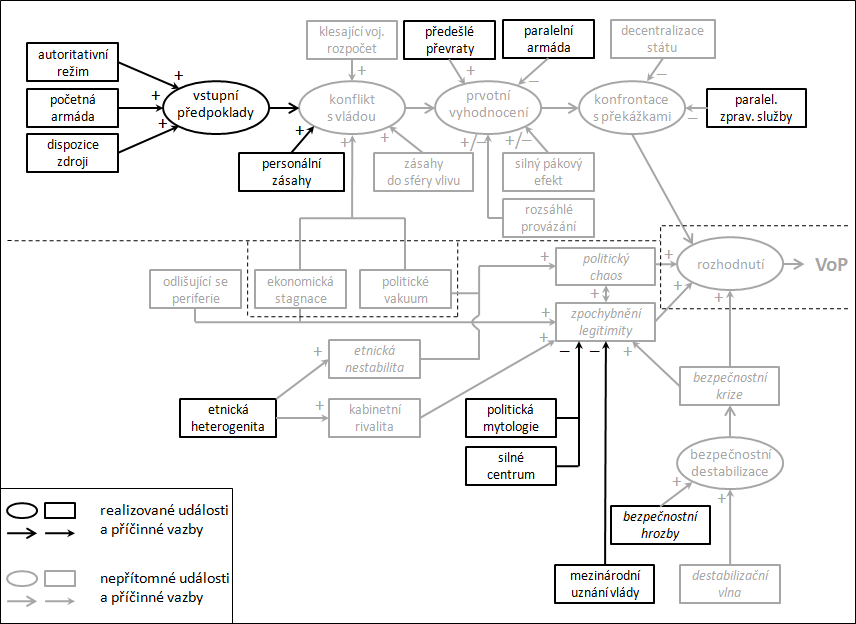 klesající voj.
rozpočet
předešlé
převraty
paralelní
armáda
decentralizace
státu
autoritativní
režim
početná
armáda
dispozice
zdroji
+
+
+
vstupní
předpoklady
+
konflikt
s vládou
+
–
prvotní
vyhodnocení
–
konfrontace
s překážkami
–
paralel.
zprav. služby
+
+
+
+/–
+/–
personální
zásahy
zásahy
do sféry vlivu
silný pákový
efekt
rozsáhlé
provázání
odlišující se
periferie
ekonomická
stagnace
politické
vakuum
+
politický
chaos
+
rozhodnutí
VoP
+
+
+
+
zpochybnění
legitimity
+
–
–
+
+
etnická
nestabilita
etnická
heterogenita
+
kabinetní
rivalita
politická
mytologie
silné
centrum
bezpečnostní
krize
bezpečnostní
destabilizace
+
+
bezpečnostní
hrozby
mezinárodní
uznání vlády
destabilizační
vlna
realizované události
a příčinné vazby
nepřítomné události
a příčinné vazby